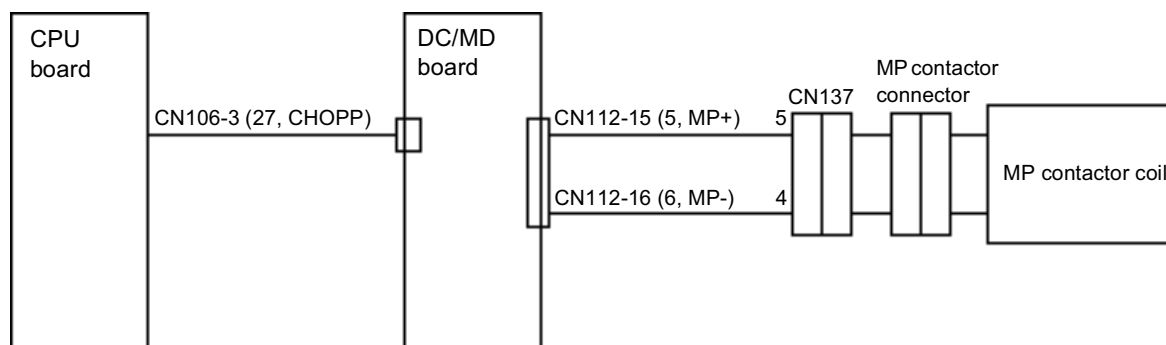 CPU
board
CN106-3 (27, CHOPP)
DC/MD
board
CN112-15 (5, MP+)
5
CN112-16 (6, MP-)
4
CN137
MP contactor
connector
MP contactor coil